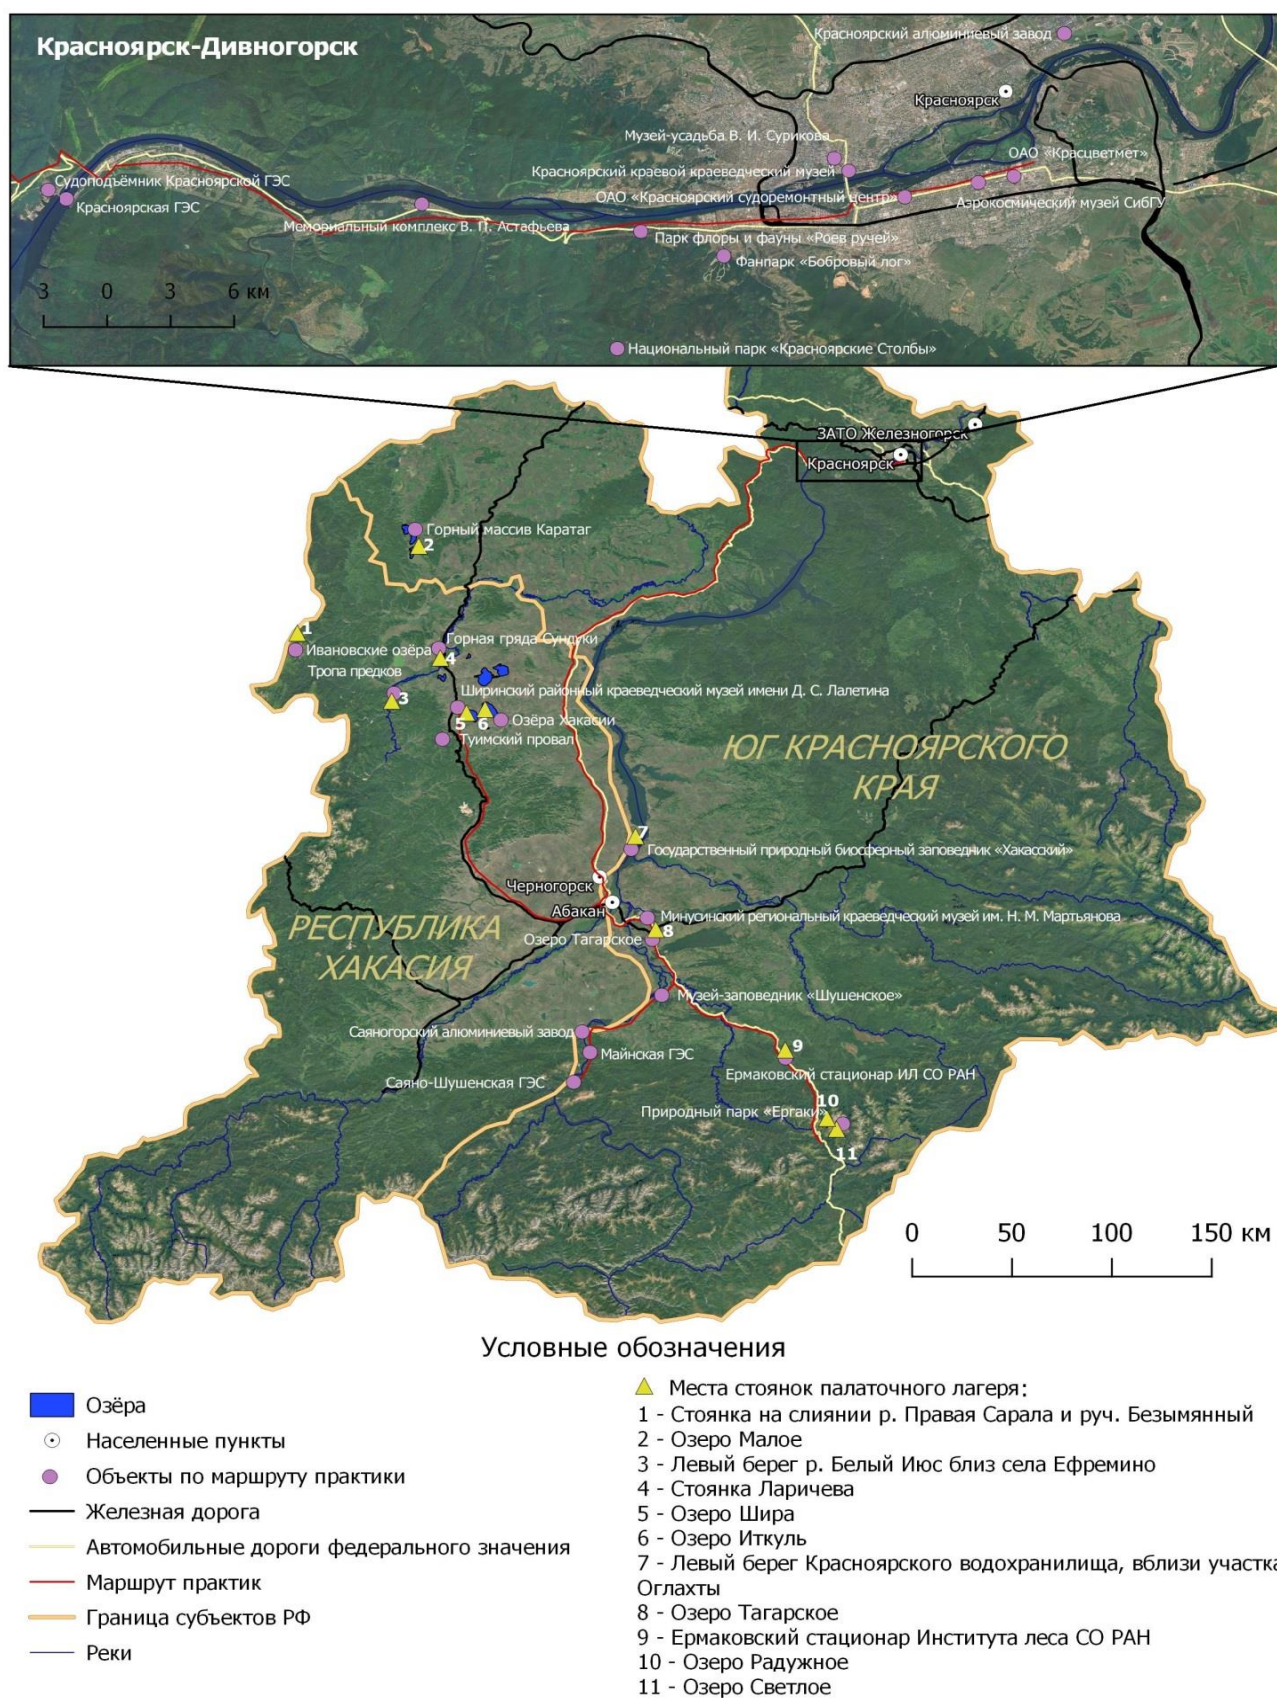 Красноярск-Дивногорск
Красноярский алюминиевый завод
Красноярск
Музей-усадьба В. И. Сурикова
ОАО «Красцветмет»
Красноярский краевой краеведческий музей
Судоподъёмник Красноярской ГЭС
ОАО «Красноярский судоремонтный центр»
Аэрокосмический музей СибГУ
Красноярская ГЭС
Мемориальный комплекс В. П. Астафьева
Парк флоры и фауны «Роев ручей»
Фанпарк «Бобровый лог»
3 0 3 6 км
Национальный парк «Красноярские Столбы»
ЗАТО Железногорск
Красноярск
Горный массив Каратаг
2
1
Горная гряда Сундуки
Ивановские озёра
4
Тропа предков
3
Ширинский районный краеведческий музей имени Д. С. Лалетина
5 6
Озёра Хакасии
Туимский провал
ЮГ КРАСНОЯРСКОГО
КРАЯ
7
Государственный природный биосферный заповедник «Хакасский»
Черногорск
Абакан
Минусинский региональный краеведческий музей им. Н. М. Мартьянова
РЕСПУБЛИКА
ХАКАСИЯ
8
Озеро Тагарское
Музей-заповедник «Шушенское»
Саяногорский алюминиевый завод
Майнская ГЭС
9
Саяно-Шушенская ГЭС
Ермаковский стационар ИЛ СО РАН
10
Природный парк «Ергаки»
11
0 50 100 150 км
Условные обозначения
Озёра
Населенные пункты
Объекты по маршруту практики
Железная дорога
Автомобильные дороги федерального значения
Маршрут практик
Граница субъектов РФ
Реки
Места стоянок палаточного лагеря:
1 - Стоянка на слиянии р. Правая Сарала и руч. Безымянный
2 - Озеро Малое
3 - Левый берег р. Белый Июс близ села Ефремино
4 - Стоянка Ларичева
5 - Озеро Шира
6 - Озеро Иткуль
7 - Левый берег Красноярского водохранилища, вблизи участка
Оглахты
8 - Озеро Тагарское
9 - Ермаковский стационар Института леса СО РАН
10 - Озеро Радужное
11 - Озеро Светлое